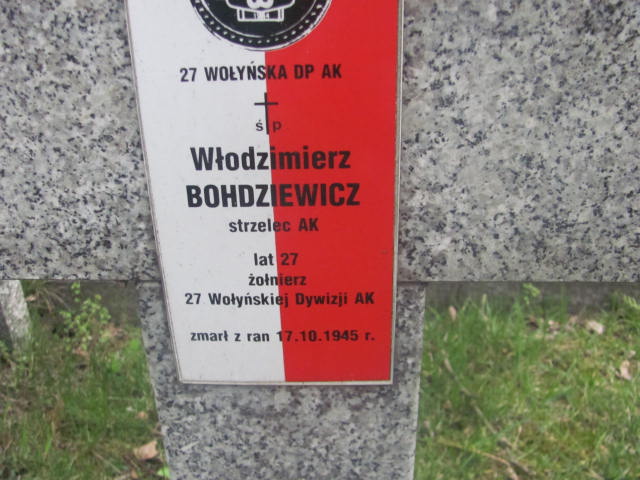 27 WOŁYŃSKA DP AK
ś p
Włodzimierz
BOHDZIEWICZ
strzelec AK
lat 27
żołnierz
27 Wołyńskiej Dywizji AK
zmarł z ran 17.10.1945 r.